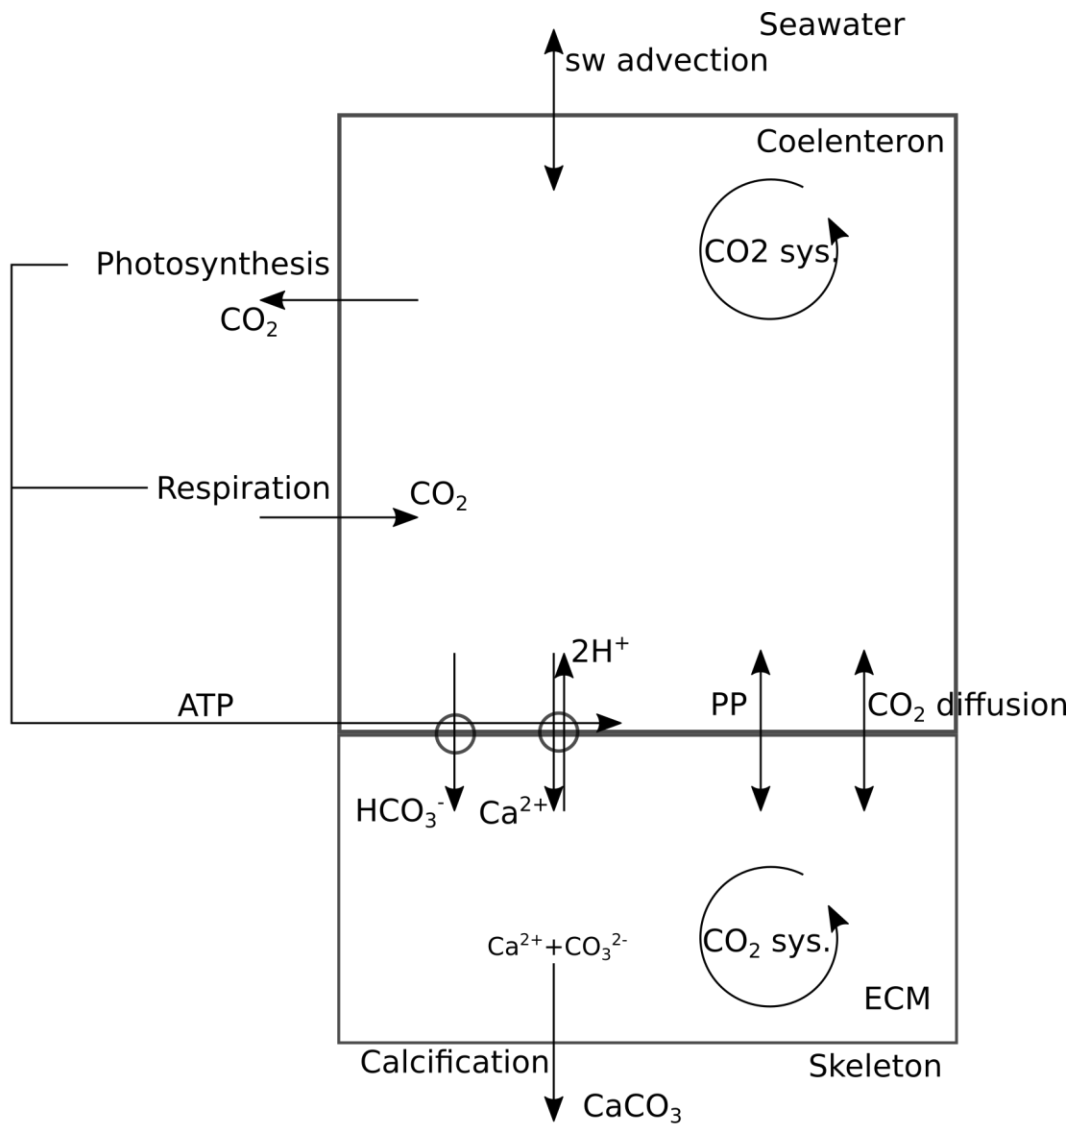 Seawater
sw advection
Coelenteron
CO2 sys.
Photosynthesis
CO₂
Respiration
CO₂
2H⁺
ATP
PP
CO₂ diffusion
HCO₃⁻
Ca²⁺
Ca²⁺+CO₃²⁻
CO₂ sys.
ECM
Calcification
Skeleton
CaCO₃